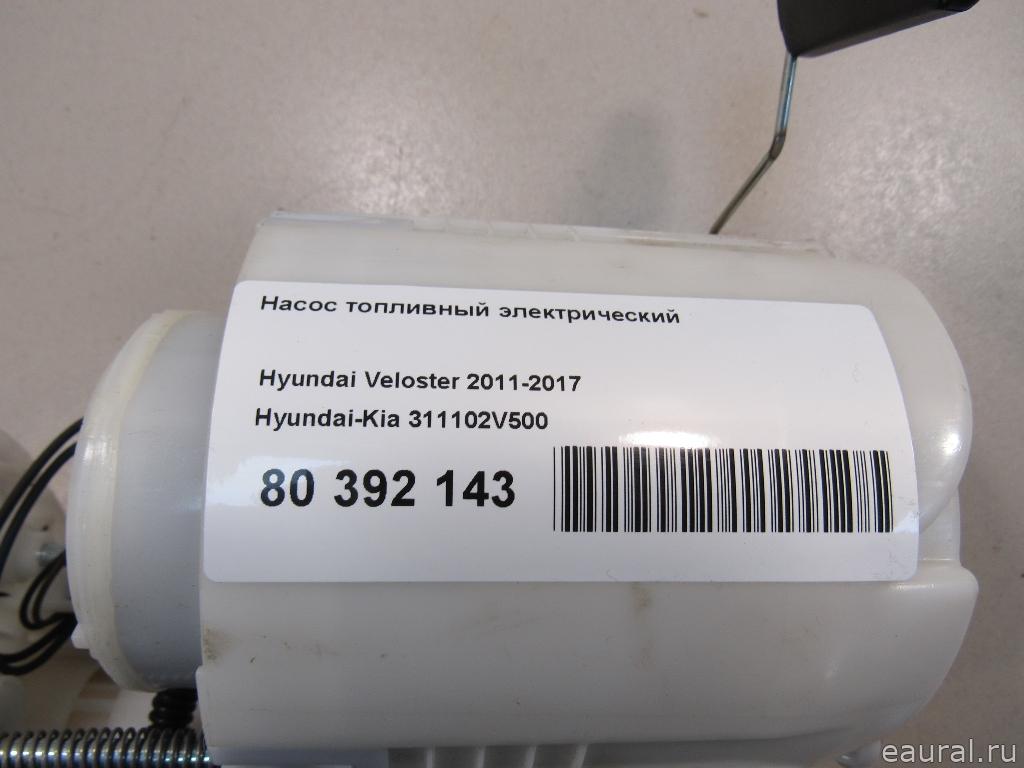 Насос топливный электрический
Hyundai Veloster 2011-2017
Hyundai-Kia 311102V500
80 392 143
eaural.ru